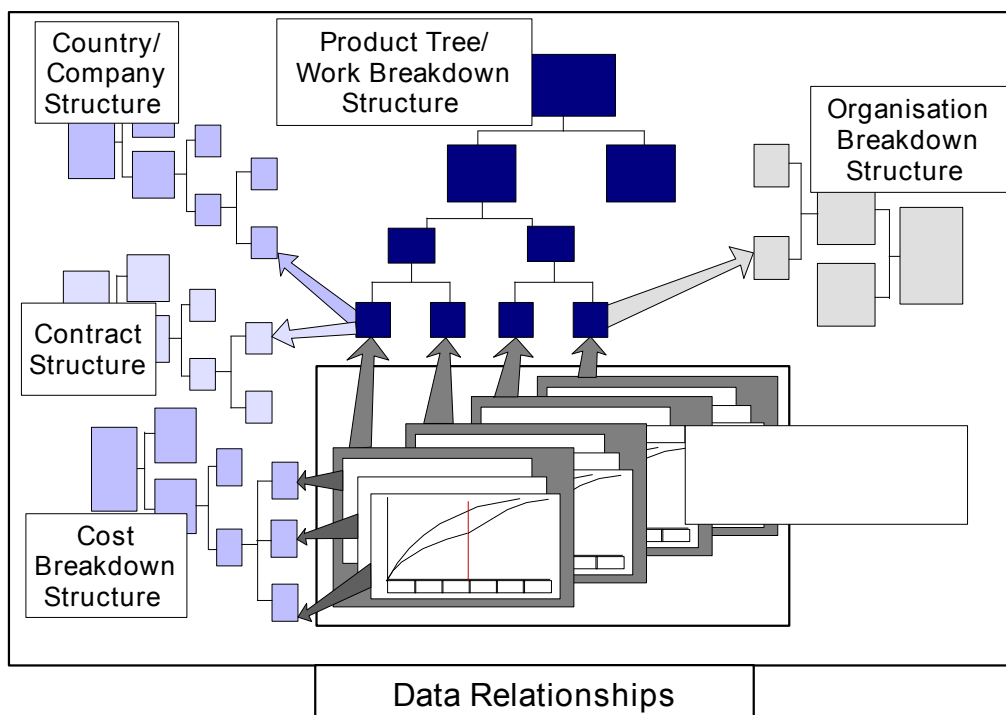 Country/
Company
Structure
Product Tree/
Work Breakdown
Structure
Organisation
Breakdown
Structure
Contract
Structure
Cost
Breakdown
Structure
Data Relationships